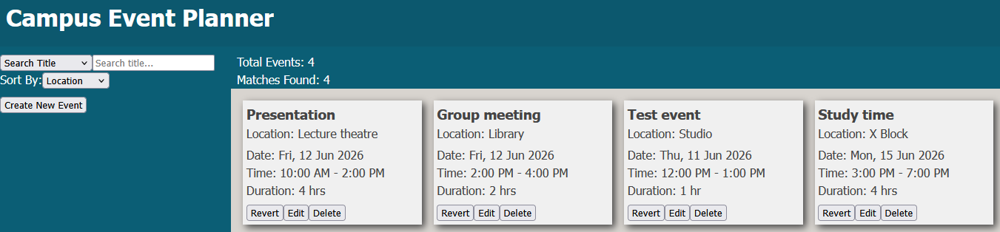 Campus Event Planner
Search Title Search title...
Sort By: Location
Create New Event
Total Events: 4
Matches Found: 4
Presentation
Location: Lecture theatre
Date: Fri, 12 Jun 2026
Time: 10:00 AM - 2:00 PM
Duration: 4 hrs
Revert Edit Delete
Group meeting
Location: Library
Date: Fri, 12 Jun 2026
Time: 2:00 PM - 4:00 PM
Duration: 2 hrs
Revert Edit Delete
Test event
Location: Studio
Date: Thu, 11 Jun 2026
Time: 12:00 PM - 1:00 PM
Duration: 1 hr
Revert Edit Delete
Study time
Location: X Block
Date: Mon, 15 Jun 2026
Time: 3:00 PM - 7:00 PM
Duration: 4 hrs
Revert Edit Delete